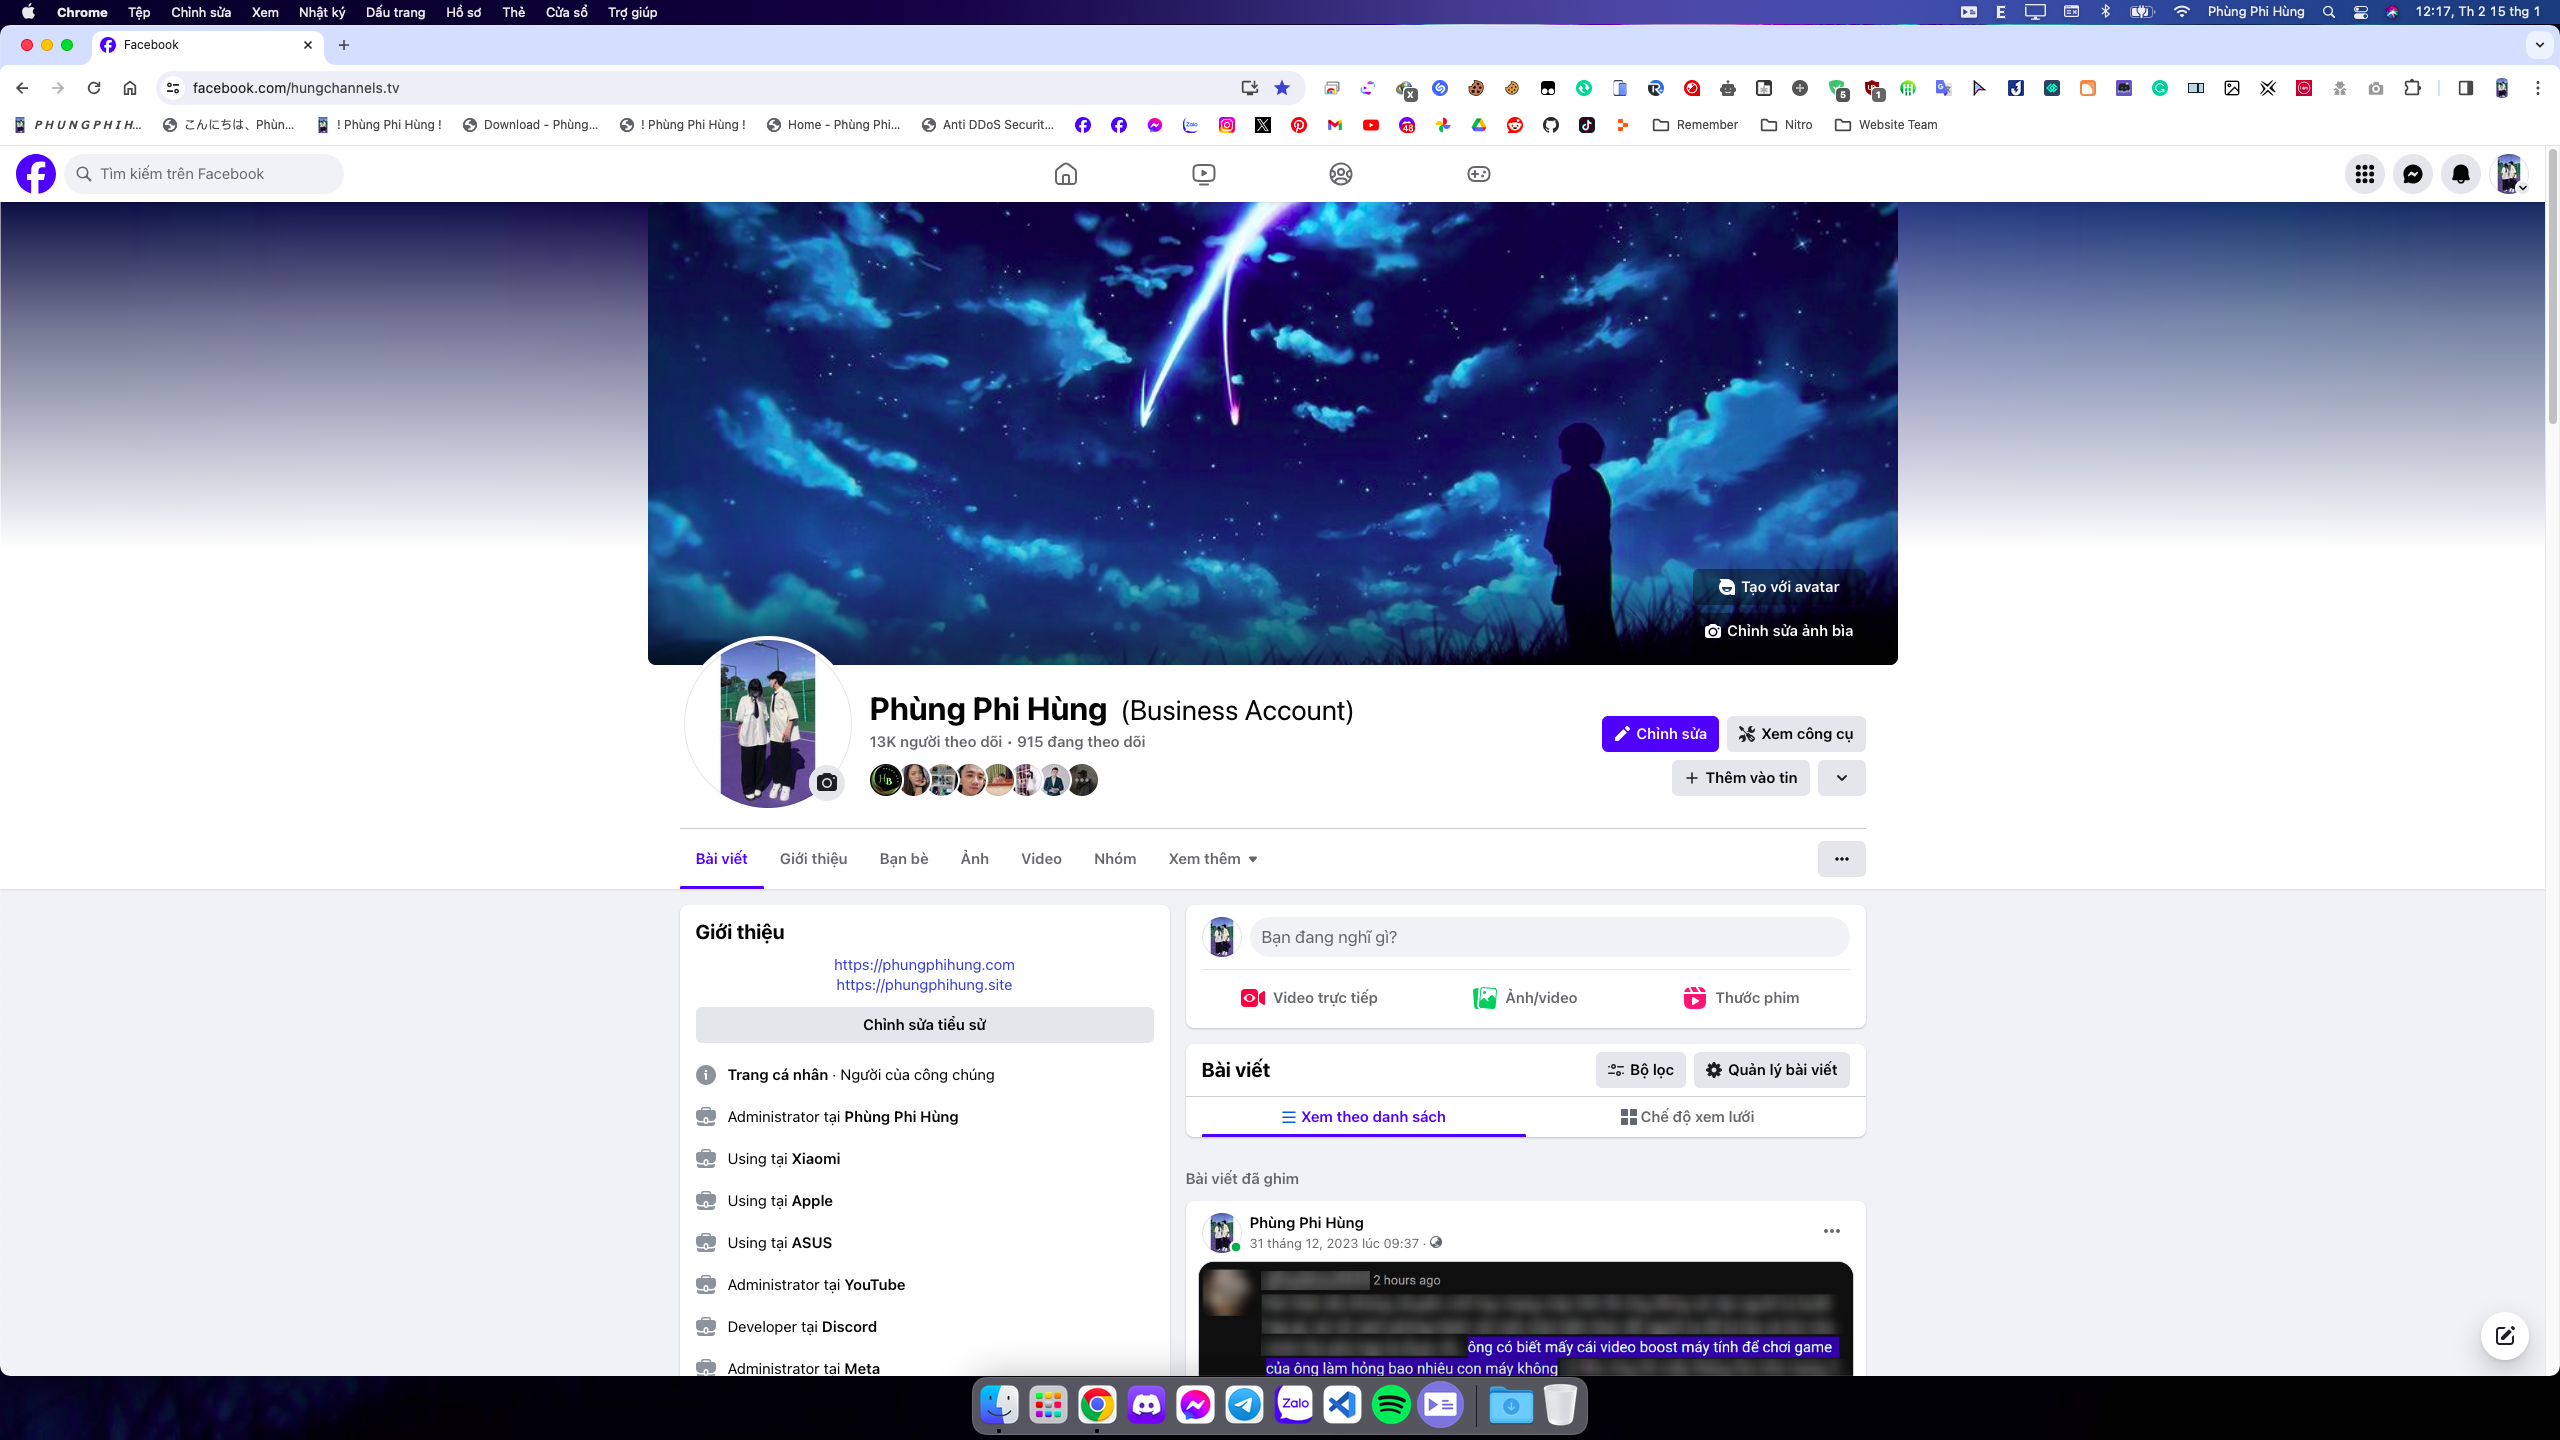 Chrome Tệp Chỉnh sửa Xem Nhật ký Dấu trang Hồ sơ Thẻ Cửa sổ Trợ giúp Phùng Phi Hùng 12:17, Th 2 15 thg 1
Facebook
facebook.com/hungchannels.tv
PHUNGPHIH... こんにちは、Phùn... ! Phùng Phi Hùng ! Download - Phùng... ! Phùng Phi Hùng ! Home - Phùng Phi... Anti DDoS Securit... Remember Nitro Website Team
Tìm kiếm trên Facebook
Tạo với avatar
Chỉnh sửa ảnh bìa
Phùng Phi Hùng (Business Account)
13K người theo dõi • 915 đang theo dõi
Chỉnh sửa Xem công cụ
Thêm vào tin
Bài viết Giới thiệu Bạn bè Ảnh Video Nhóm Xem thêm
Giới thiệu
https://phungphihung.com
https://phungphihung.site
Chỉnh sửa tiểu sử
Trang cá nhân · Người của công chúng
Administrator tại Phùng Phi Hùng
Using tại Xiaomi
Using tại Apple
Using tại ASUS
Administrator tại YouTube
Developer tại Discord
Administrator tại Meta
Bạn đang nghĩ gì?
Video trực tiếp Ảnh/video Thước phim
Bài viết Bộ lọc Quản lý bài viết
Xem theo danh sách Chế độ xem lưới
Bài viết đã ghim
Phùng Phi Hùng
31 tháng 12, 2023 lúc 09:37 ·
2 hours ago
ông có biết mấy cái video boost máy tính để chơi game
của ông làm hỏng bao nhiêu con máy không
Zalo